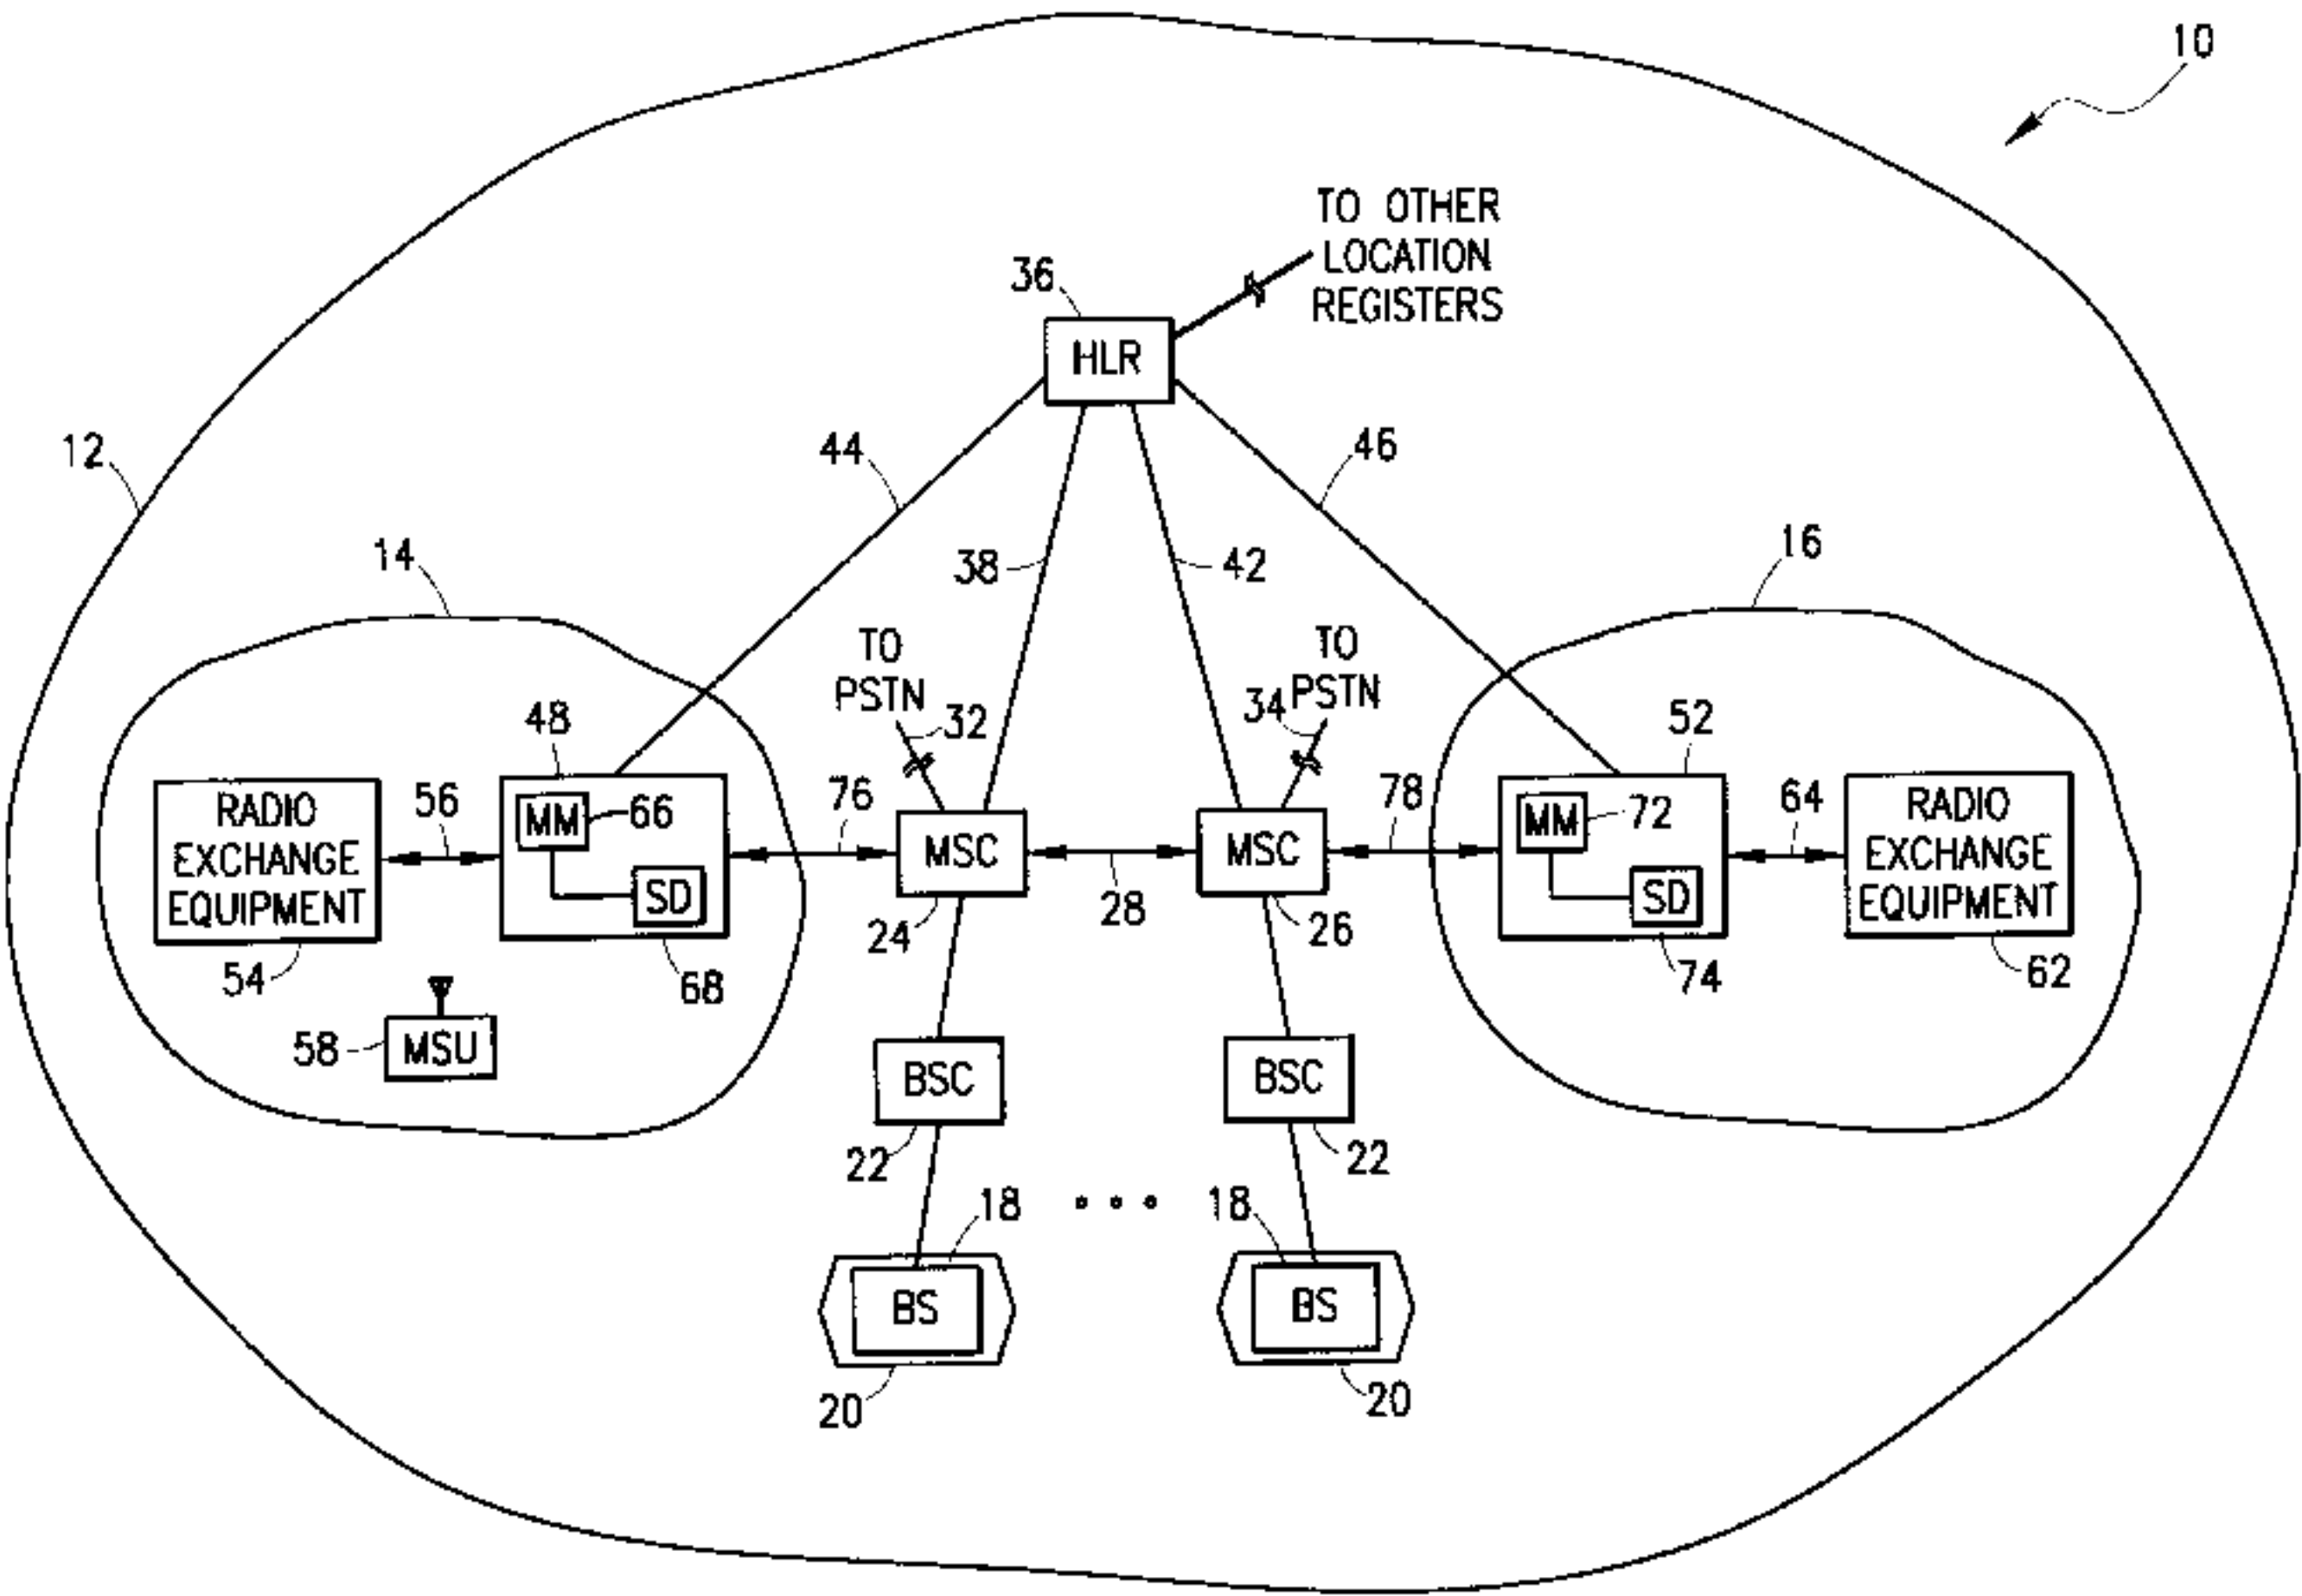 10
TO OTHER
LOCATION
REGISTERS
36
HLR
12
44
46
38
42
14
16
TO
PSTN
32
TO
PSTN
34
48
52
RADIO
EXCHANGE
EQUIPMENT
56
MM
66
SD
76
MSC
28
MSC
78
MM
72
SD
64
RADIO
EXCHANGE
EQUIPMENT
54
68
24
26
74
62
58
MSU
BSC
BSC
22
22
18
18
BS
BS
20
20